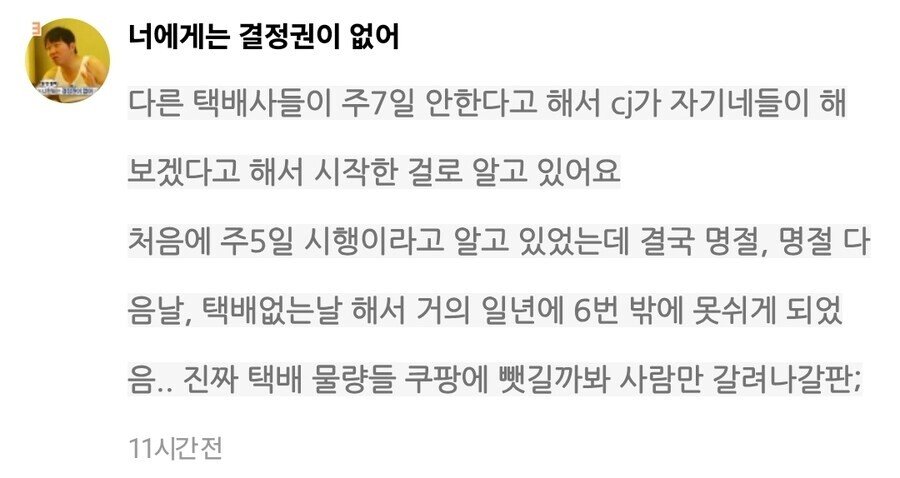 너에게는 결정권이 없어
다른 택배사들이 주7일 안한다고 해서 cj가 자기네들이 해
보겠다고 해서 시작한 걸로 알고 있어요
처음에 주5일 시행이라고 알고 있었는데 결국 명절, 명절 다
음날, 택배없는날 해서 거의 일년에 6번 밖에 못쉬게 되었
음.. 진짜 택배 물량들 쿠팡에 뺏길까봐 사람만 갈려나갈판;
11시간 전